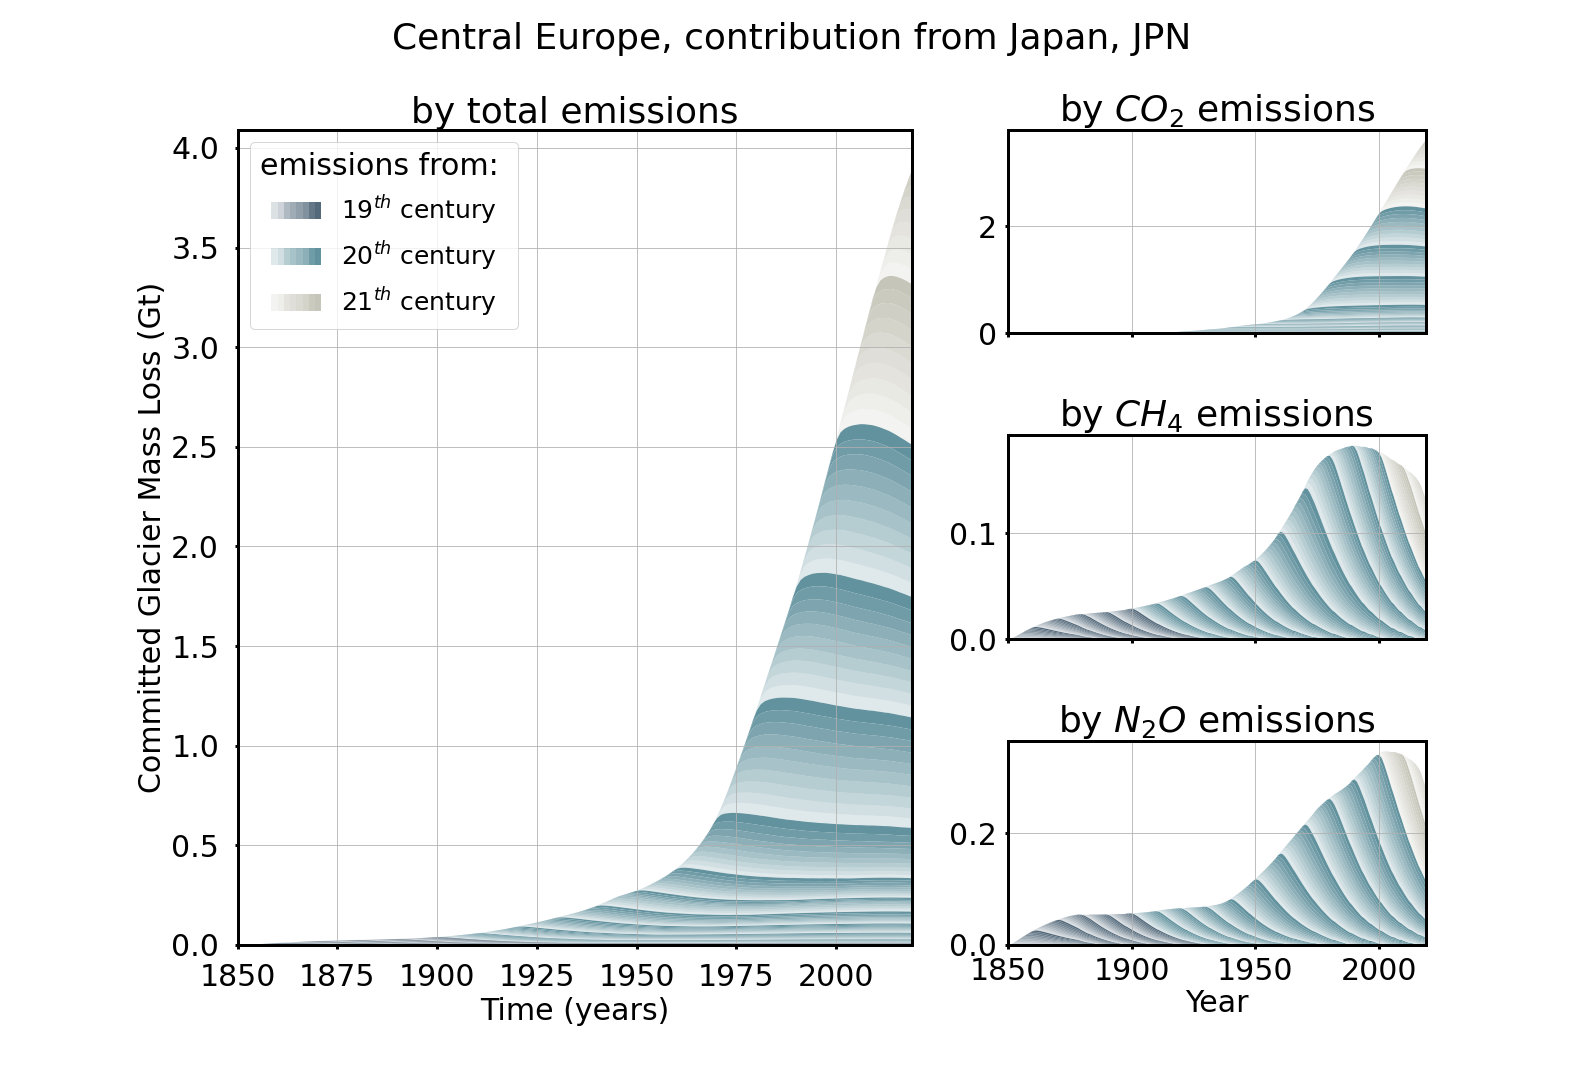 Central Europe, contribution from Japan, JPN
by total emissions
Committed Glacier Mass Loss (Gt)
4.0
3.5
3.0
2.5
2.0
1.5
1.0
0.5
0.0
emissions from:
19th century
20th century
21th century
1850 1875 1900 1925 1950 1975 2000
Time (years)
by CO2 emissions
2
0
by CH4 emissions
0.1
0.0
by N2O emissions
0.2
0.0
1850 1900 1950 2000
Year